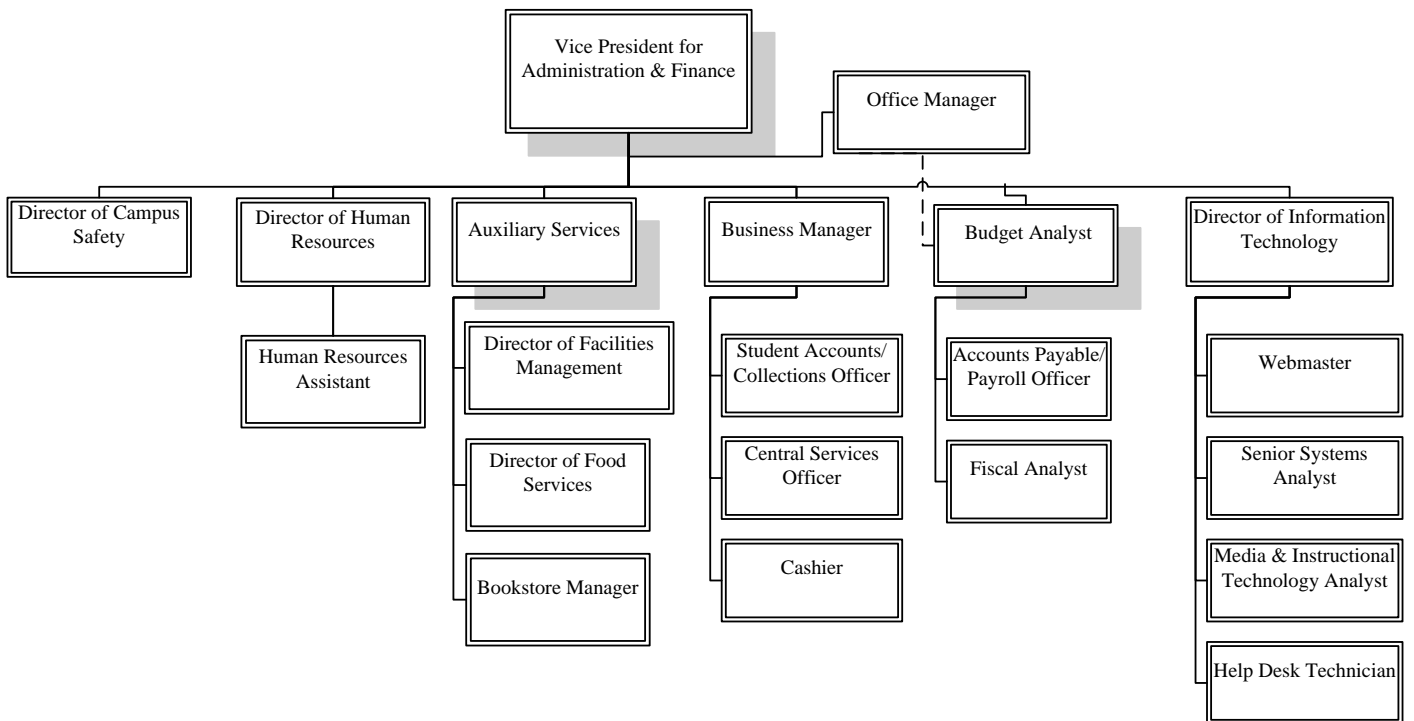 Vice President for
Administration & Finance
Office Manager
Director of Campus
Safety
Director of Human
Resources
Auxiliary Services
Business Manager
Budget Analyst
Director of Information
Technology
Human Resources
Assistant
Director of Facilities
Management
Director of Food
Services
Bookstore Manager
Student Accounts/
Collections Officer
Central Services
Officer
Cashier
Accounts Payable/
Payroll Officer
Fiscal Analyst
Webmaster
Senior Systems
Analyst
Media & Instructional
Technology Analyst
Help Desk Technician